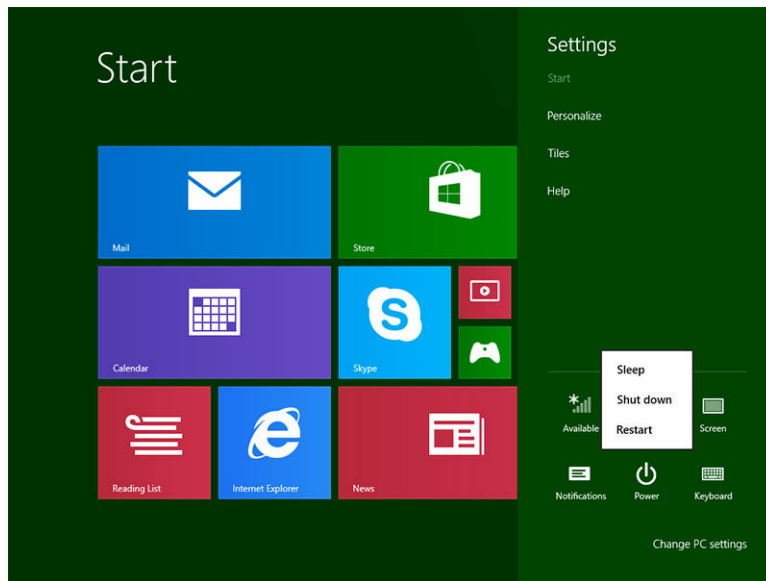 Start
Mail
Store
Calendar
Skype
Reading List
Internet Explorer
News
Settings
Start
Personalize
Tiles
Help
Sleep
Shut down
Restart
Available
Screen
Notifications
Power
Keyboard
Change PC settings